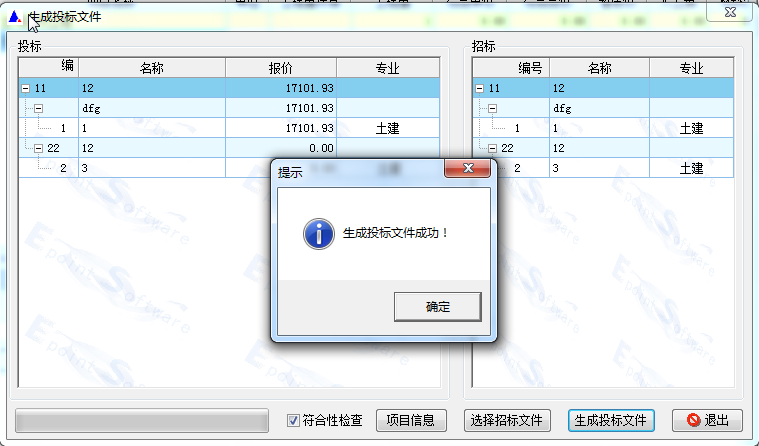 生成投标文件
投标
编 名称 报价 专业
11 12 17101.93
dfg 17101.93
1 1 17101.93 土建
22 12 0.00
2 3
招标
编号 名称 专业
11 12
dfg
1 1 土建
22 12
2 3 土建
提示
生成投标文件成功！
确定
符合性检查 项目信息 选择招标文件 生成投标文件 退出
Epoint Software